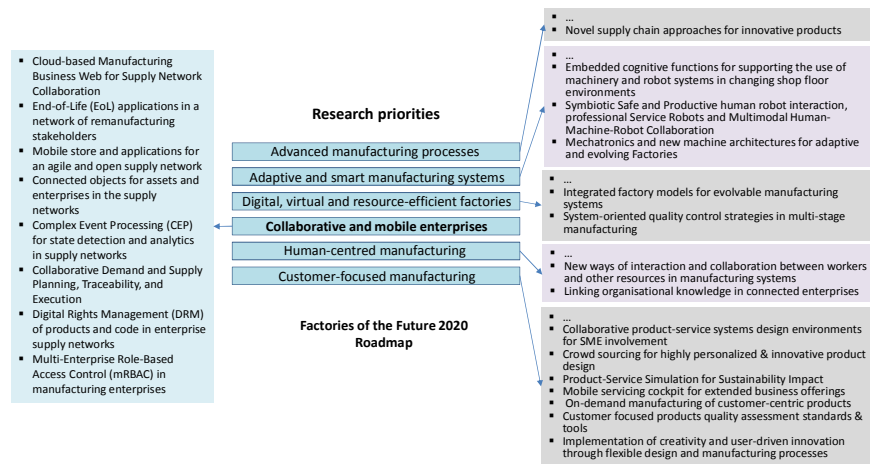 ▪ Cloud-based Manufacturing
Business Web for Supply Network
Collaboration
▪ End-of-Life (EoL) applications in a
network of remanufacturing
stakeholders
▪ Mobile store and applications for
an agile and open supply network
▪ Connected objects for assets and
enterprises in the supply
networks
▪ Complex Event Processing (CEP)
for state detection and analytics
in supply networks
▪ Collaborative Demand and Supply
Planning, Traceability, and
Execution
▪ Digital Rights Management (DRM)
of products and code in enterprise
supply networks
▪ Multi-Enterprise Role-Based
Access Control (mRBAC) in
manufacturing enterprises
Research priorities
Advanced manufacturing processes
Adaptive and smart manufacturing systems
Digital, virtual and resource-efficient factories
Collaborative and mobile enterprises
Human-centred manufacturing
Customer-focused manufacturing
Factories of the Future 2020
Roadmap
▪ ...
▪ Novel supply chain approaches for innovative products
▪ ...
▪ Embedded cognitive functions for supporting the use of
machinery and robot systems in changing shop floor
environments
▪ Symbiotic Safe and Productive human robot interaction,
professional Service Robots and Multimodal Human-
Machine-Robot Collaboration
▪ Mechatronics and new machine architectures for adaptive
and evolving Factories
▪ ...
▪ Integrated factory models for evolvable manufacturing
systems
▪ System-oriented quality control strategies in multi-stage
manufacturing
▪ ...
▪ New ways of interaction and collaboration between workers
and other resources in manufacturing systems
▪ Linking organisational knowledge in connected enterprises
▪ ...
▪ Collaborative product-service systems design environments
for SME involvement
▪ Crowd sourcing for highly personalized & innovative product
design
▪ Product-Service Simulation for Sustainability Impact
▪ Mobile servicing cockpit for extended business offerings
▪ On-demand manufacturing of customer-centric products
▪ Customer focused products quality assessment standards &
tools
▪ Implementation of creativity and user-driven innovation
through flexible design and manufacturing processes